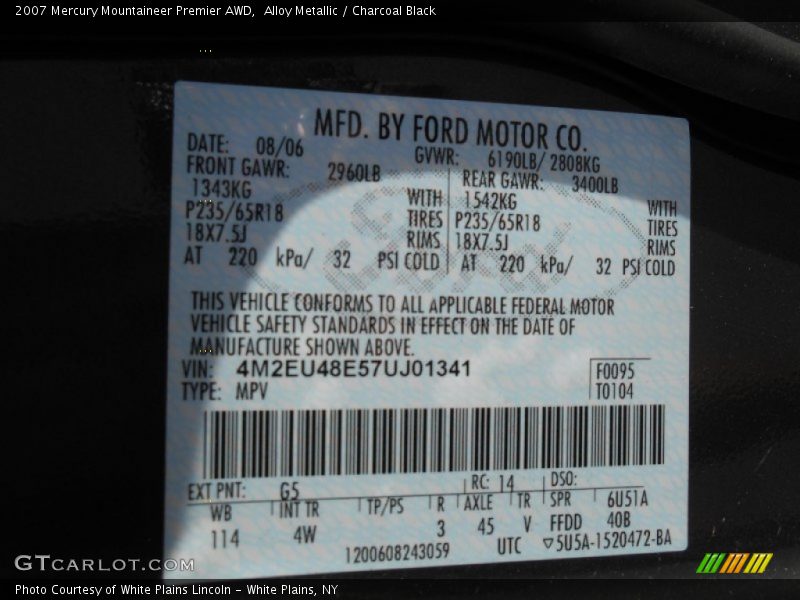 2007 Mercury Mountaineer Premier AWD,  Alloy Metallic / Charcoal Black
MFD. BY FORD MOTOR CO.
DATE: 08/06 GVWR: 6190LB/ 2808KG
FRONT GAWR: 2960LB REAR GAWR: 3400LB
1343KG WITH 1542KG WITH
P235/65R18 TIRES P235/65R18 TIRES
18X7.5J RIMS 18X7.5J RIMS
AT 220 kPa/ 32 PSI COLD AT 220 kPa/ 32 PSI COLD
THIS VEHICLE CONFORMS TO ALL APPLICABLE FEDERAL MOTOR
VEHICLE SAFETY STANDARDS IN EFFECT ON THE DATE OF
MANUFACTURE SHOWN ABOVE.
VIN: 4M2EU48E57UJ01341 F0095
TYPE: MPV T0104
EXT PNT: G5 RC: 14 DSO:
WB INT TR TP/PS R AXLE TR SPR 6U51A
114 4W 3 45 V FFDD 40B
1200608243059 UTC ▽5U5A-1520472-BA
Ford
GTCARLOT.COM
Photo Courtesy of White Plains Lincoln - White Plains, NY